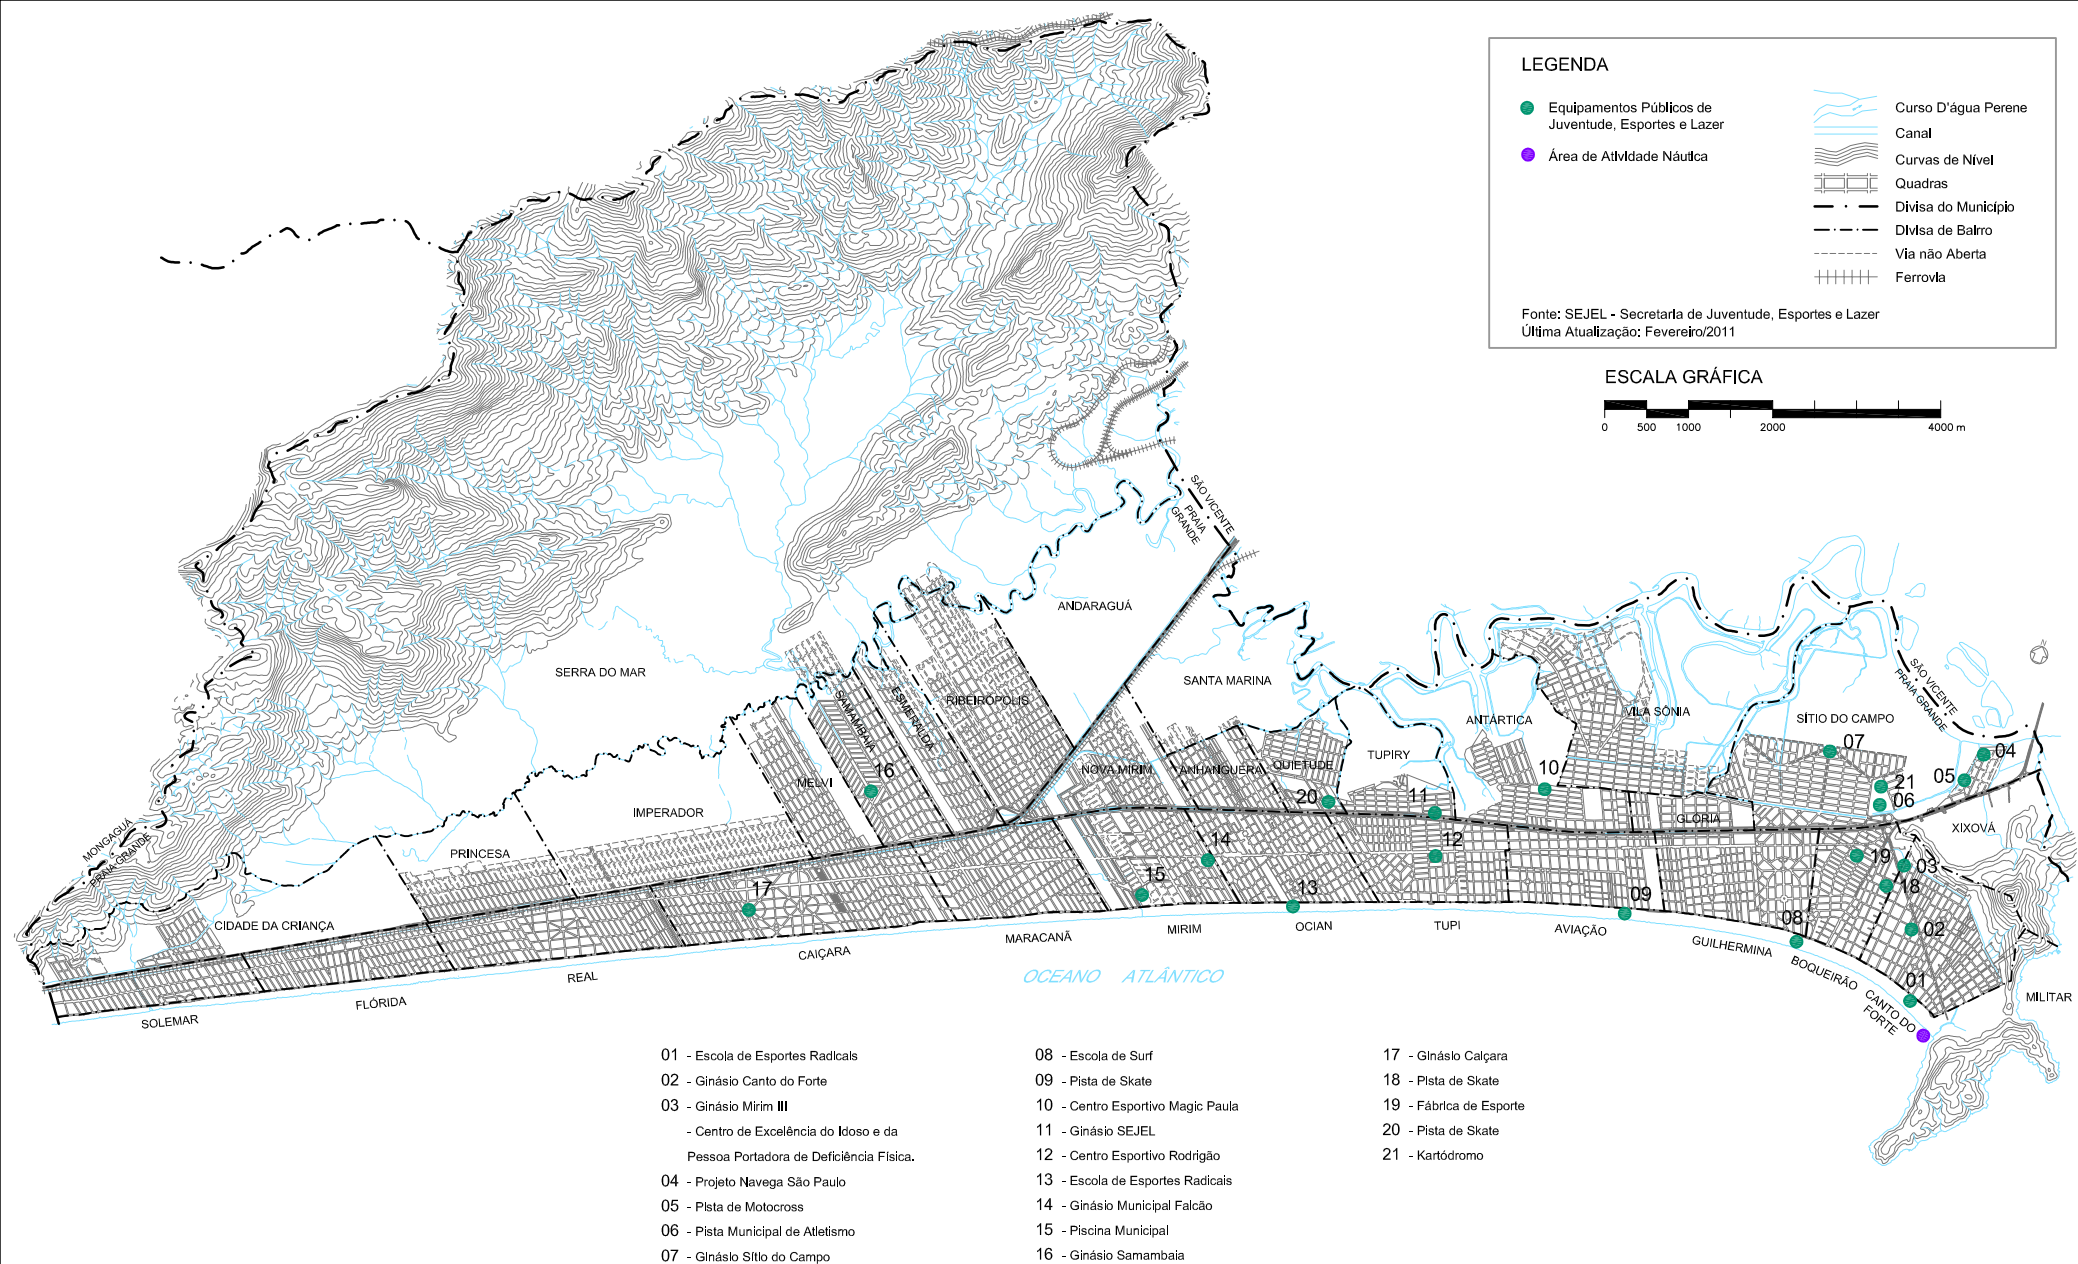 LEGENDA
Equipamentos Públicos de
Juventude, Esportes e Lazer
Área de Atividade Náutica
Curso D'água Perene
Canal
Curvas de Nível
Quadras
Divisa do Município
Divisa de Bairro
Via não Aberta
Ferrovia
Fonte: SEJEL - Secretaria de Juventude, Esportes e Lazer
Última Atualização: Fevereiro/2011
ESCALA GRÁFICA
0 500 1000 2000 4000 m
SÃO VICENTE
PRAIA
GRANDE
ANDARAGUÁ
SERRA DO MAR
SANTA MARINA
SAMAMBAIA
ESMERALDA
RIBEIRÓPOLIS
ANTÁRTICA
VILA SÔNIA
SÍTIO DO CAMPO
SÃO VICENTE
PRAIA GRANDE
N
TUPIRY
QUIETUDE
ANHANGUERA
NOVA MIRIM
MELVI
IMPERADOR
PRINCESA
GLÓRIA
XIXOVÁ
MONGAGUÁ
PRAIA GRANDE
CIDADE DA CRIANÇA
07
04
05
21
06
10
16
20
11
12
14
15
13
17
19
03
18
09
08
02
01
SOLEMAR
FLÓRIDA
REAL
CAIÇARA
MARACANÃ
MIRIM
OCIAN
TUPI
AVIAÇÃO
GUILHERMINA
BOQUEIRÃO
CANTO DO
FORTE
MILITAR
OCEANO ATLÂNTICO
01 - Escola de Esportes Radicais
02 - Ginásio Canto do Forte
03 - Ginásio Mirim III
- Centro de Excelência do Idoso e da
Pessoa Portadora de Deficiência Física.
04 - Projeto Navega São Paulo
05 - Pista de Motocross
06 - Pista Municipal de Atletismo
07 - Ginásio Sítio do Campo
08 - Escola de Surf
09 - Pista de Skate
10 - Centro Esportivo Magic Paula
11 - Ginásio SEJEL
12 - Centro Esportivo Rodrigão
13 - Escola de Esportes Radicais
14 - Ginásio Municipal Falcão
15 - Piscina Municipal
16 - Ginásio Samambaia
17 - Ginásio Caiçara
18 - Pista de Skate
19 - Fábrica de Esporte
20 - Pista de Skate
21 - Kartódromo